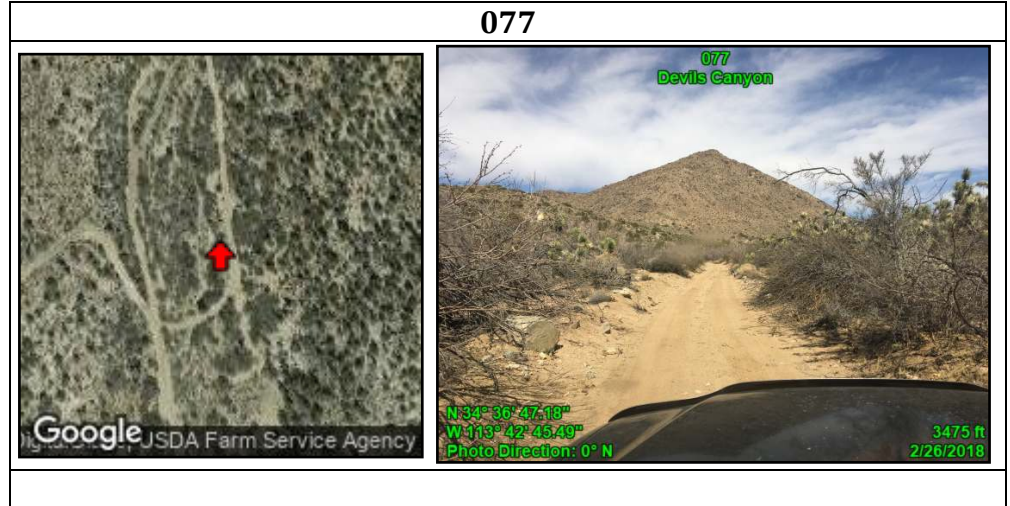 077
Google
USDA Farm Service Agency
077
Devils Canyon
N 34° 36' 47.18"
W 113° 42' 45.49"
Photo Direction: 0° N
3475 ft
2/26/2018